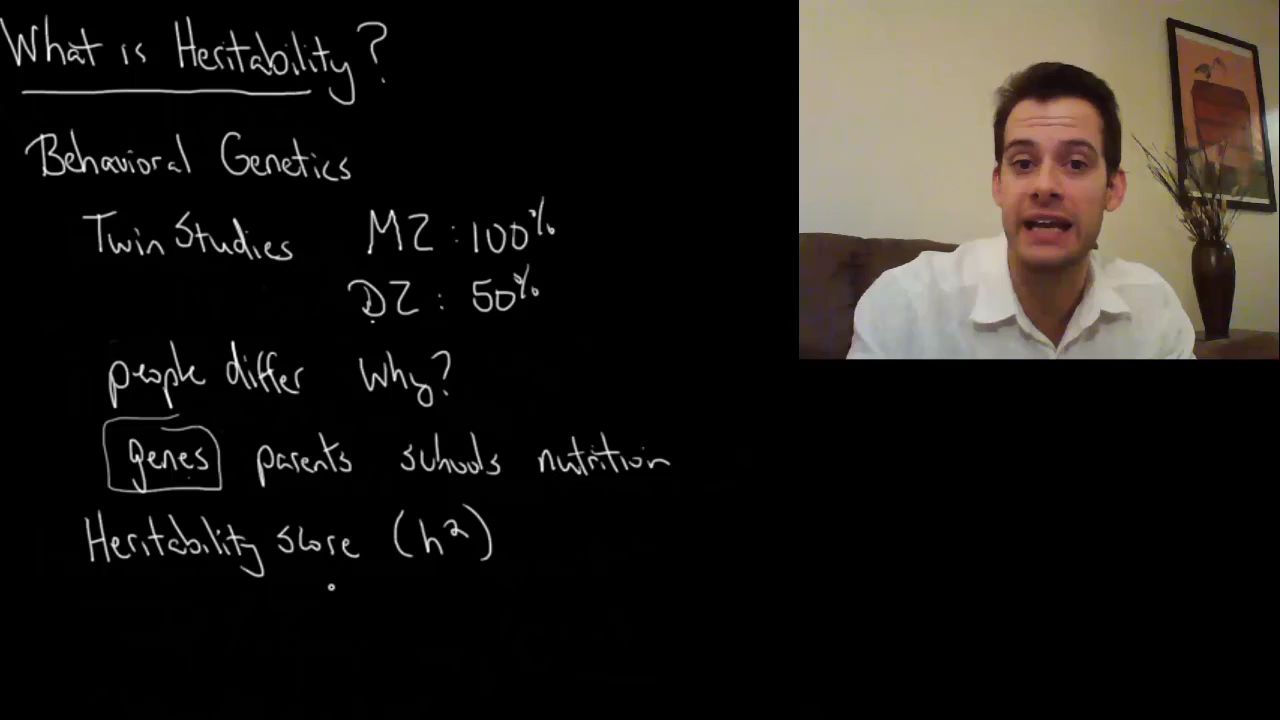 What is Heritability?
Behavioral Genetics
Twin Studies MZ : 100%
DZ : 50%
people differ Why?
genes parents schools nutrition
Heritability score (h²)